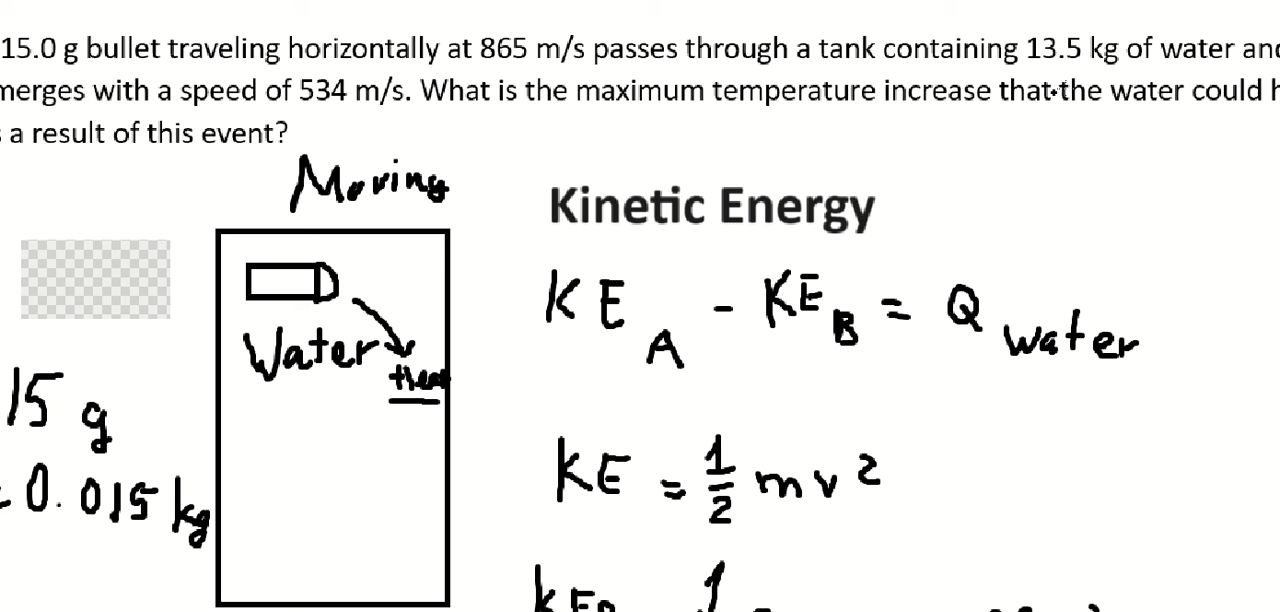 15.0 g bullet traveling horizontally at 865 m/s passes through a tank containing 13.5 kg of water and
merges with a speed of 534 m/s. What is the maximum temperature increase that the water could h
a result of this event?
Moving
Kinetic Energy
KE A - KE B = Q water
Water
Heat
15 g
0.015 kg
KE = 1/2 mv²